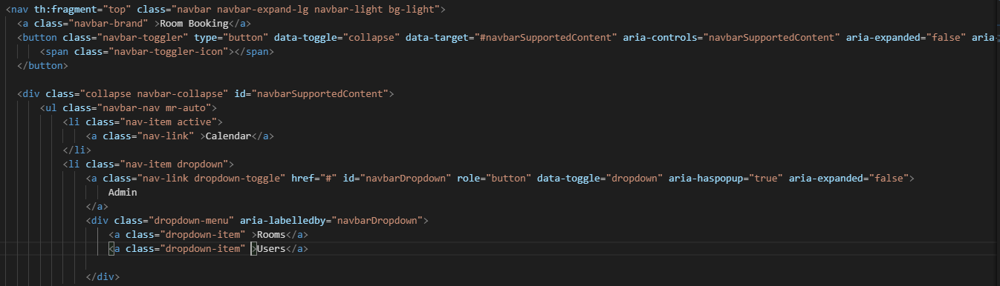 <nav th:fragment="top" class="navbar navbar-expand-lg navbar-light bg-light">
<a class="navbar-brand" >Room Booking</a>
<button class="navbar-toggler" type="button" data-toggle="collapse" data-target="#navbarSupportedContent" aria-controls="navbarSupportedContent" aria-expanded="false" aria-
<span class="navbar-toggler-icon"></span>
</button>
<div class="collapse navbar-collapse" id="navbarSupportedContent">
<ul class="navbar-nav mr-auto">
<li class="nav-item active">
<a class="nav-link" >Calendar</a>
</li>
<li class="nav-item dropdown">
<a class="nav-link dropdown-toggle" href="#" id="navbarDropdown" role="button" data-toggle="dropdown" aria-haspopup="true" aria-expanded="false">
Admin
</a>
<div class="dropdown-menu" aria-labelledby="navbarDropdown">
<a class="dropdown-item" >Rooms</a>
<a class="dropdown-item" >Users</a>
</div>